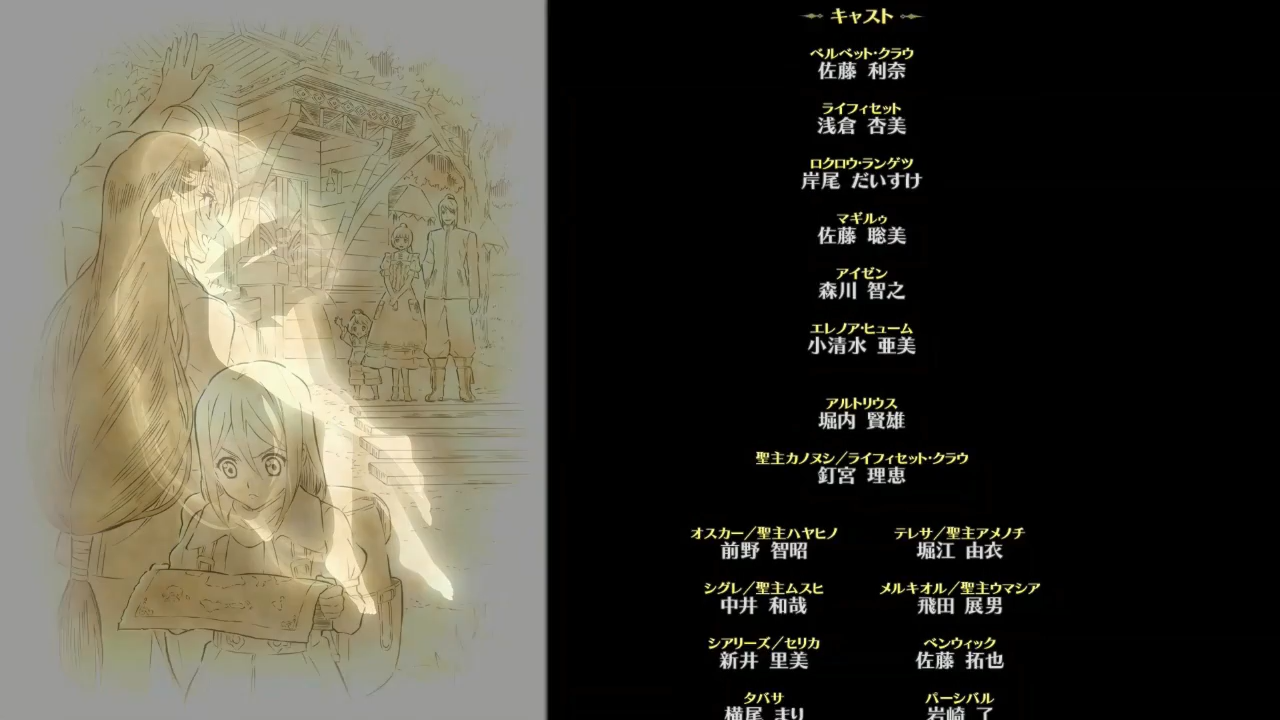 キャスト
ベルベット・クラウ
佐藤 利奈
ライフィセット
浅倉 杏美
ロクロウ・ランゲツ
岸尾 だいすけ
マギルゥ
佐藤 聡美
アイゼン
森川 智之
エレノア・ヒューム
小清水 亜美
アルトリウス
堀内 賢雄
聖主カノヌシ／ライフィセット・クラウ
釘宮 理恵
オスカー／聖主ハヤヒノ
前野 智昭
テレサ／聖主アメノチ
堀江 由衣
シグレ／聖主ムスヒ
中井 和哉
メルキオル／聖主ウマシア
飛田 展男
シアリーズ／セリカ
新井 里美
ベンウィック
佐藤 拓也
タバサ
横尾 まり
パーシバル
岩崎 了